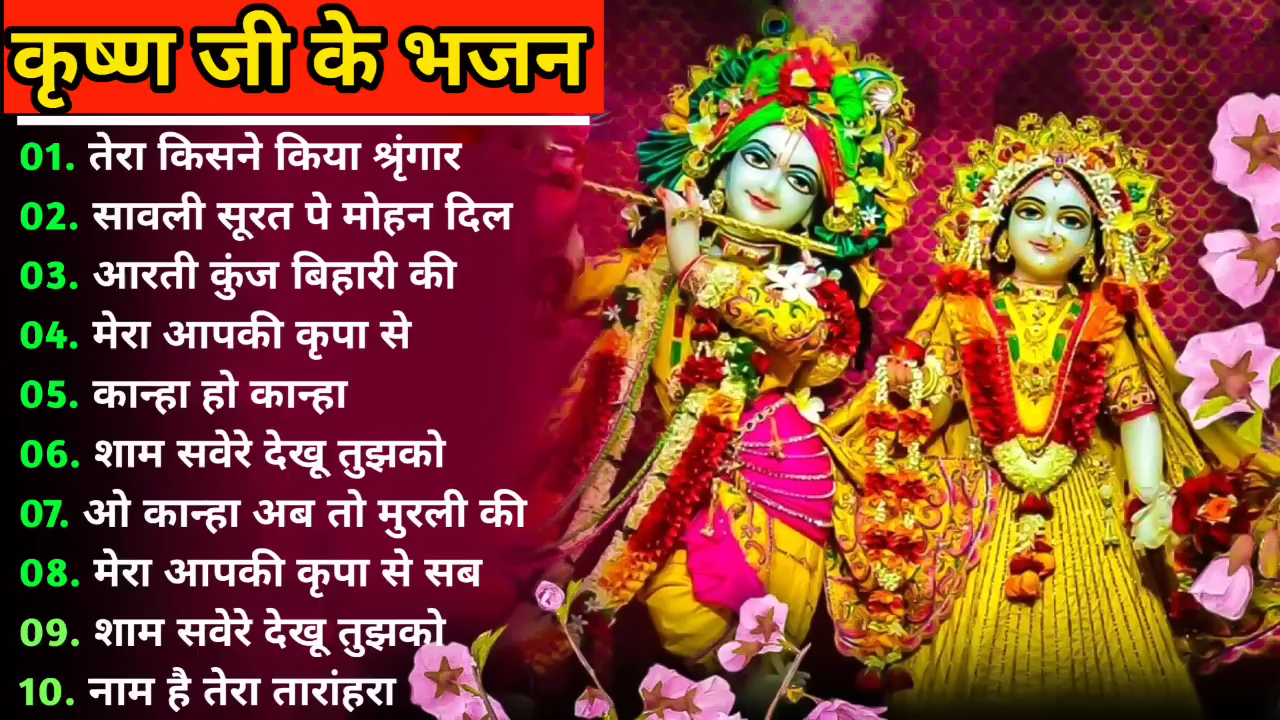 कृष्ण जी के भजन
01. तेरा किसने किया श्रृंगार
02. सावली सूरत पे मोहन दिल
03. आरती कुंज बिहारी की
04. मेरा आपकी कृपा से
05. कान्हा हो कान्हा
06. शाम सवेरे देखू तुझको
07. ओ कान्हा अब तो मुरली की
08. मेरा आपकी कृपा से सब
09. शाम सवेरे देखू तुझको
10. नाम है तेरा तारांहरा